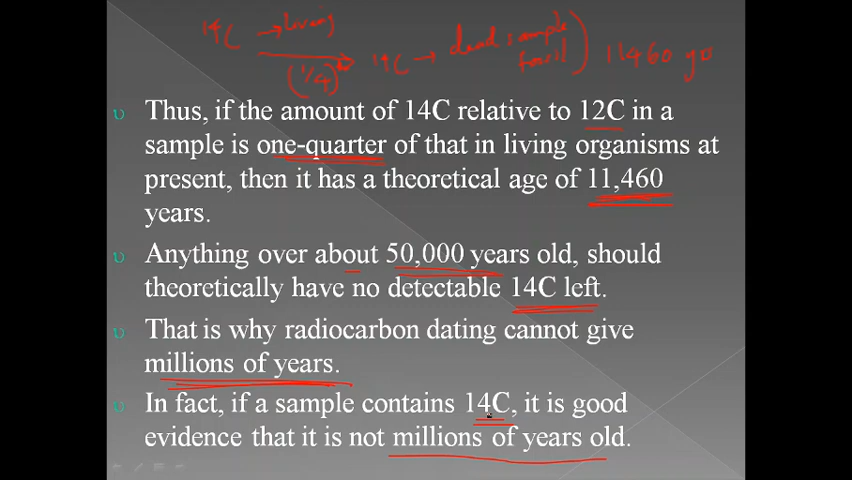 14C → living → 14C → dead sample 11460 yo
(1/4) fossil
Thus, if the amount of 14C relative to 12C in a
sample is one-quarter of that in living organisms at
present, then it has a theoretical age of 11,460
years.
Anything over about 50,000 years old, should
theoretically have no detectable 14C left.
That is why radiocarbon dating cannot give
millions of years.
In fact, if a sample contains 14C, it is good
evidence that it is not millions of years old.